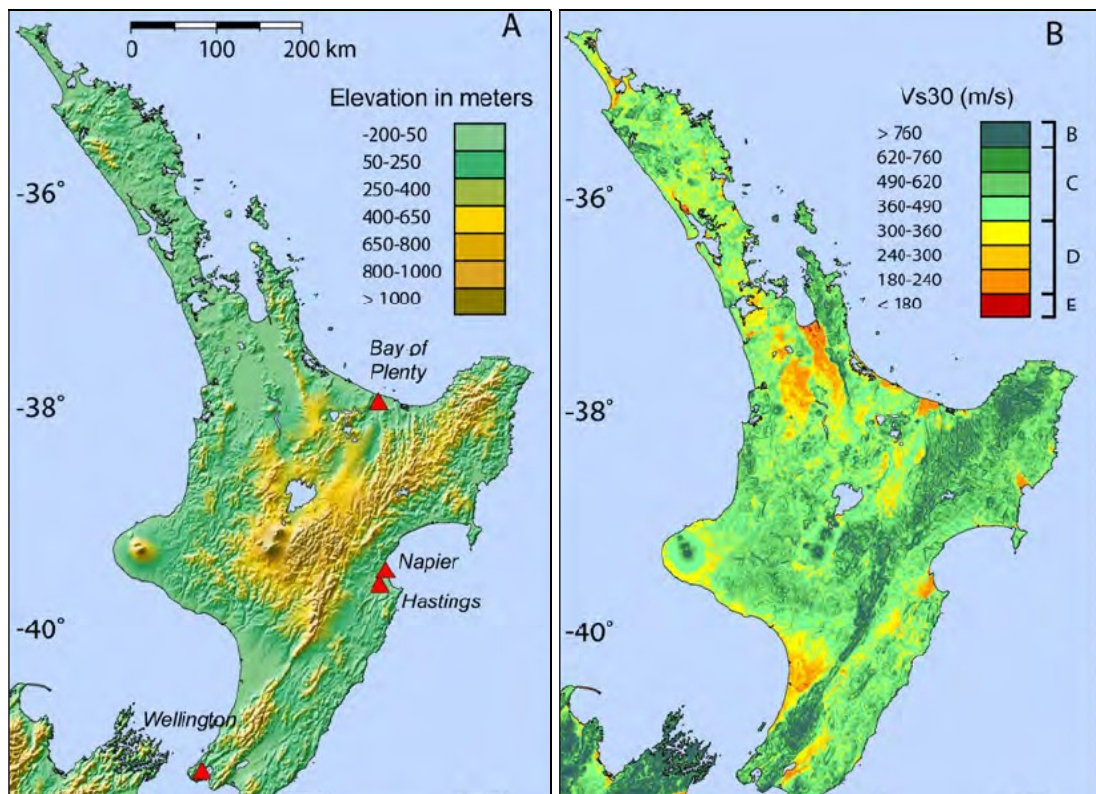 A
0 100 200 km
Elevation in meters
-200-50
50-250
250-400
400-650
650-800
800-1000
> 1000
-36°
Bay of
Plenty
-38°
Napier
Hastings
-40°
Wellington
B
Vs30 (m/s)
> 760
620-760
490-620
360-490
300-360
240-300
180-240
< 180
B
C
D
E
-36°
-38°
-40°